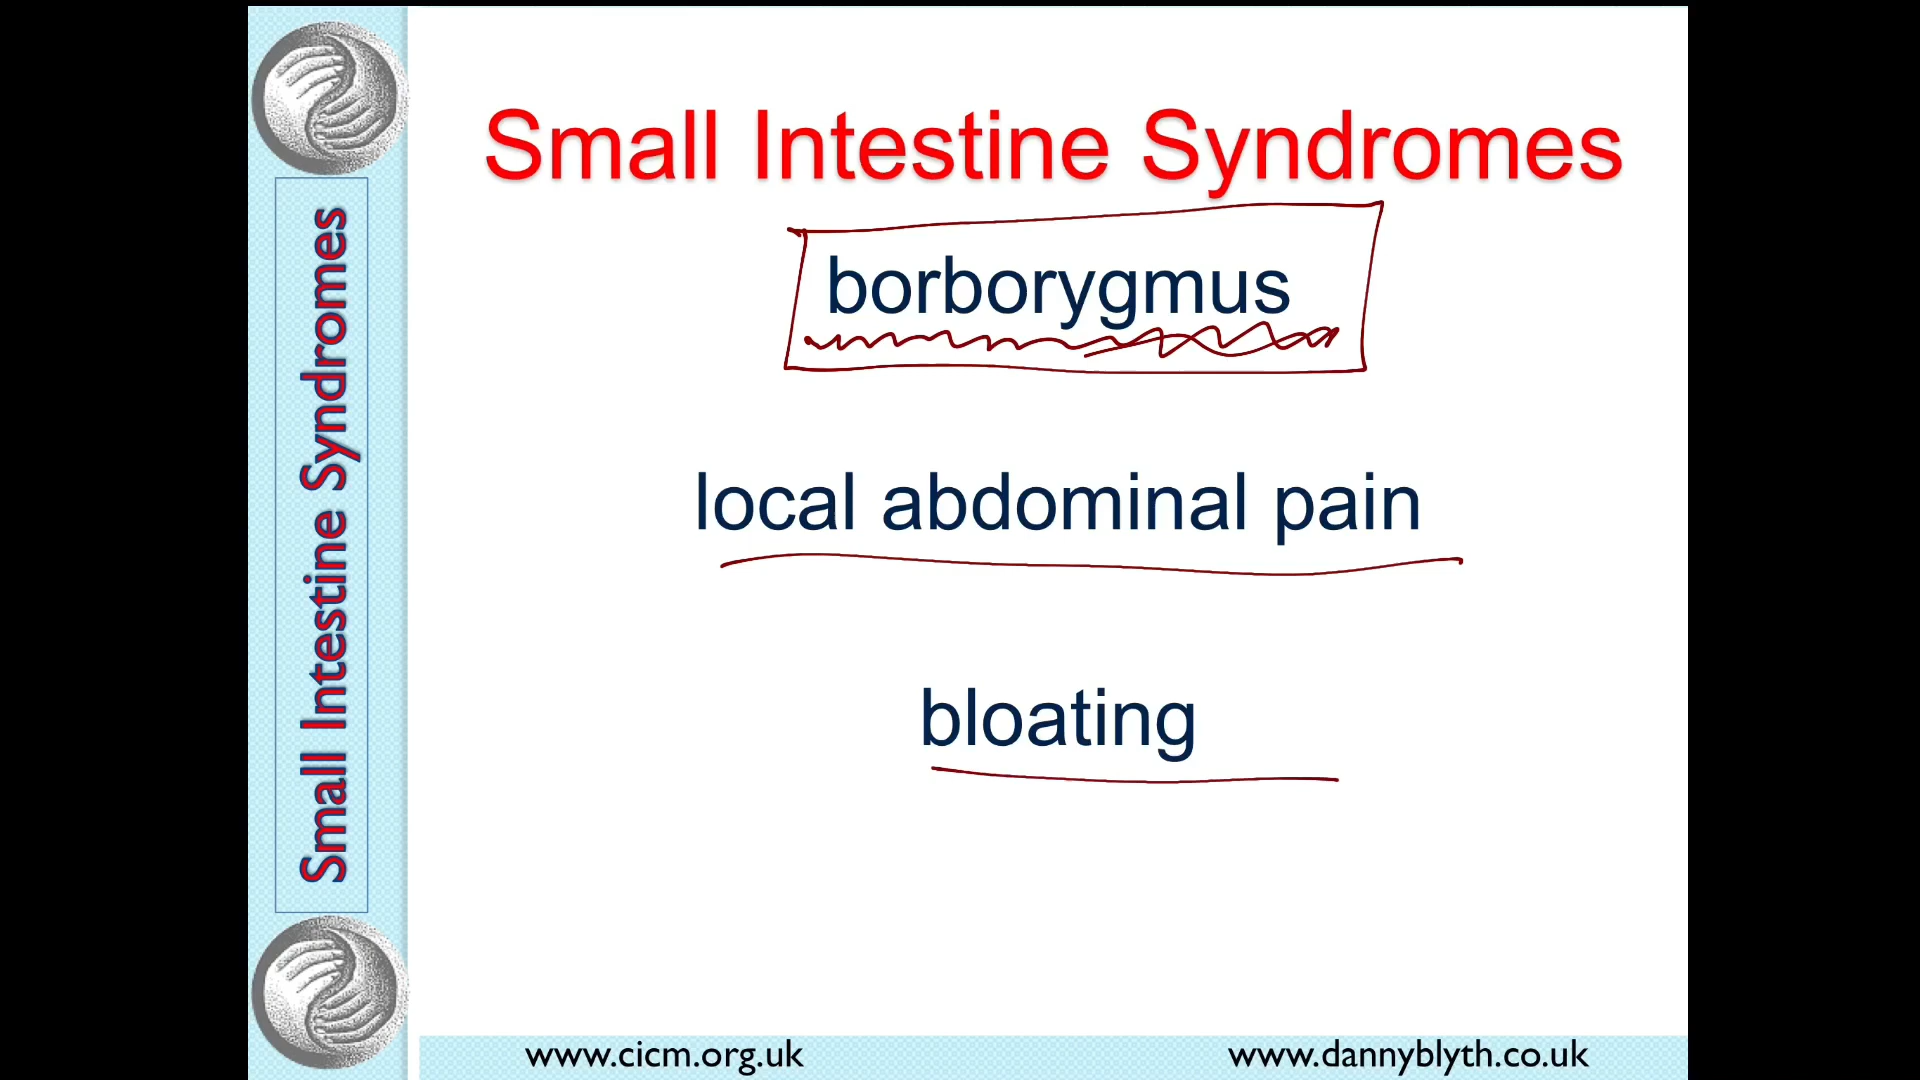 Small Intestine Syndromes
Small Intestine Syndromes
borborygmus
local abdominal pain
bloating
www.cicm.org.uk
www.dannyblyth.co.uk